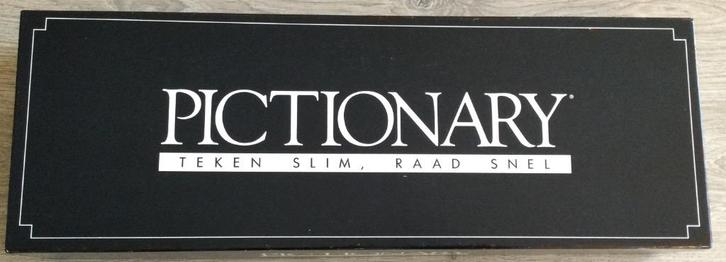 PICTIONARY
TEKEN SLIM, RAAD SNEL